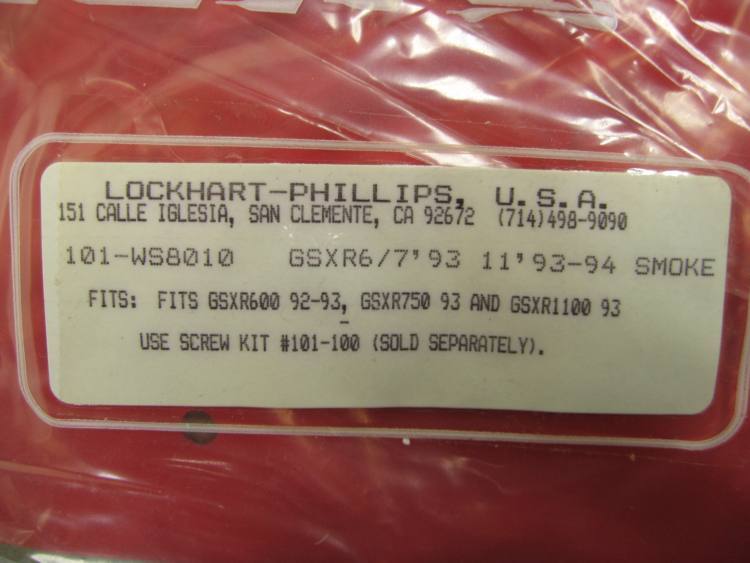 LOCKHART-PHILLIPS, U.S.A.
151 CALLE IGLESIA, SAN CLEMENTE, CA 92672 (714)498-9090
101-WS8010 GSXR6/7'93 11'93-94 SMOKE
FITS: FITS GSXR600 92-93, GSXR750 93 AND GSXR1100 93
USE SCREW KIT #101-100 (SOLD SEPARATELY).